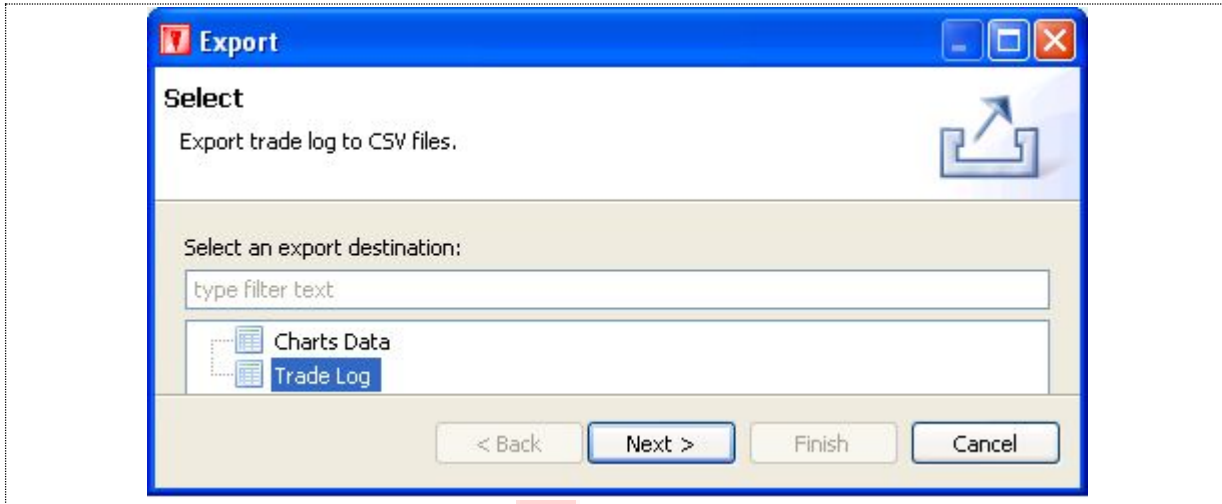 Export
Select
Export trade log to CSV files.
Select an export destination:
type filter text
Charts Data
Trade Log
< Back Next > Finish Cancel